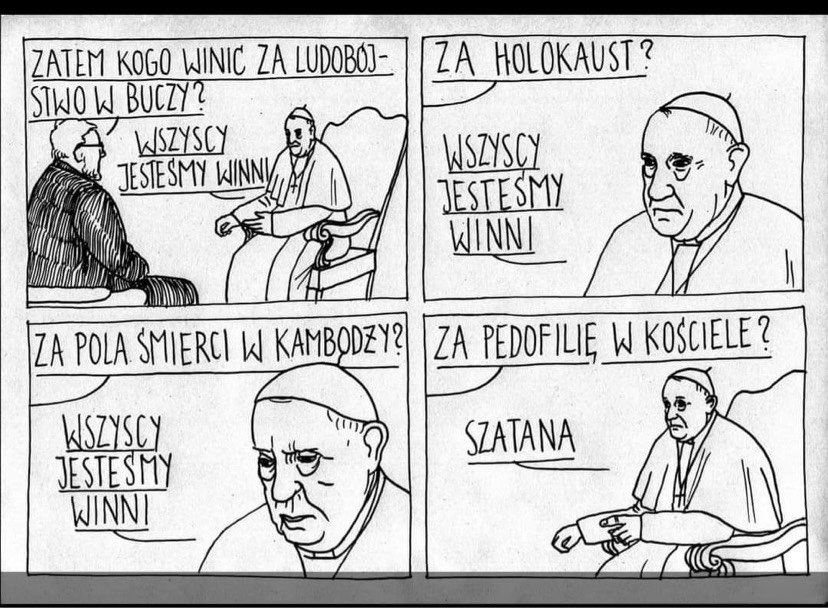 ZATEM KOGO WINIĆ ZA LUDOBÓJ-
STWO W BUCZY?
WSZYSCY
JESTEŚMY WINNI
ZA HOLOKAUST?
WSZYSCY
JESTEŚMY
WINNI
ZA POLA ŚMIERCI W KAMBODŻY?
WSZYSCY
JESTEŚMY
WINNI
ZA PEDOFILIĘ W KOŚCIELE?
SZATANA